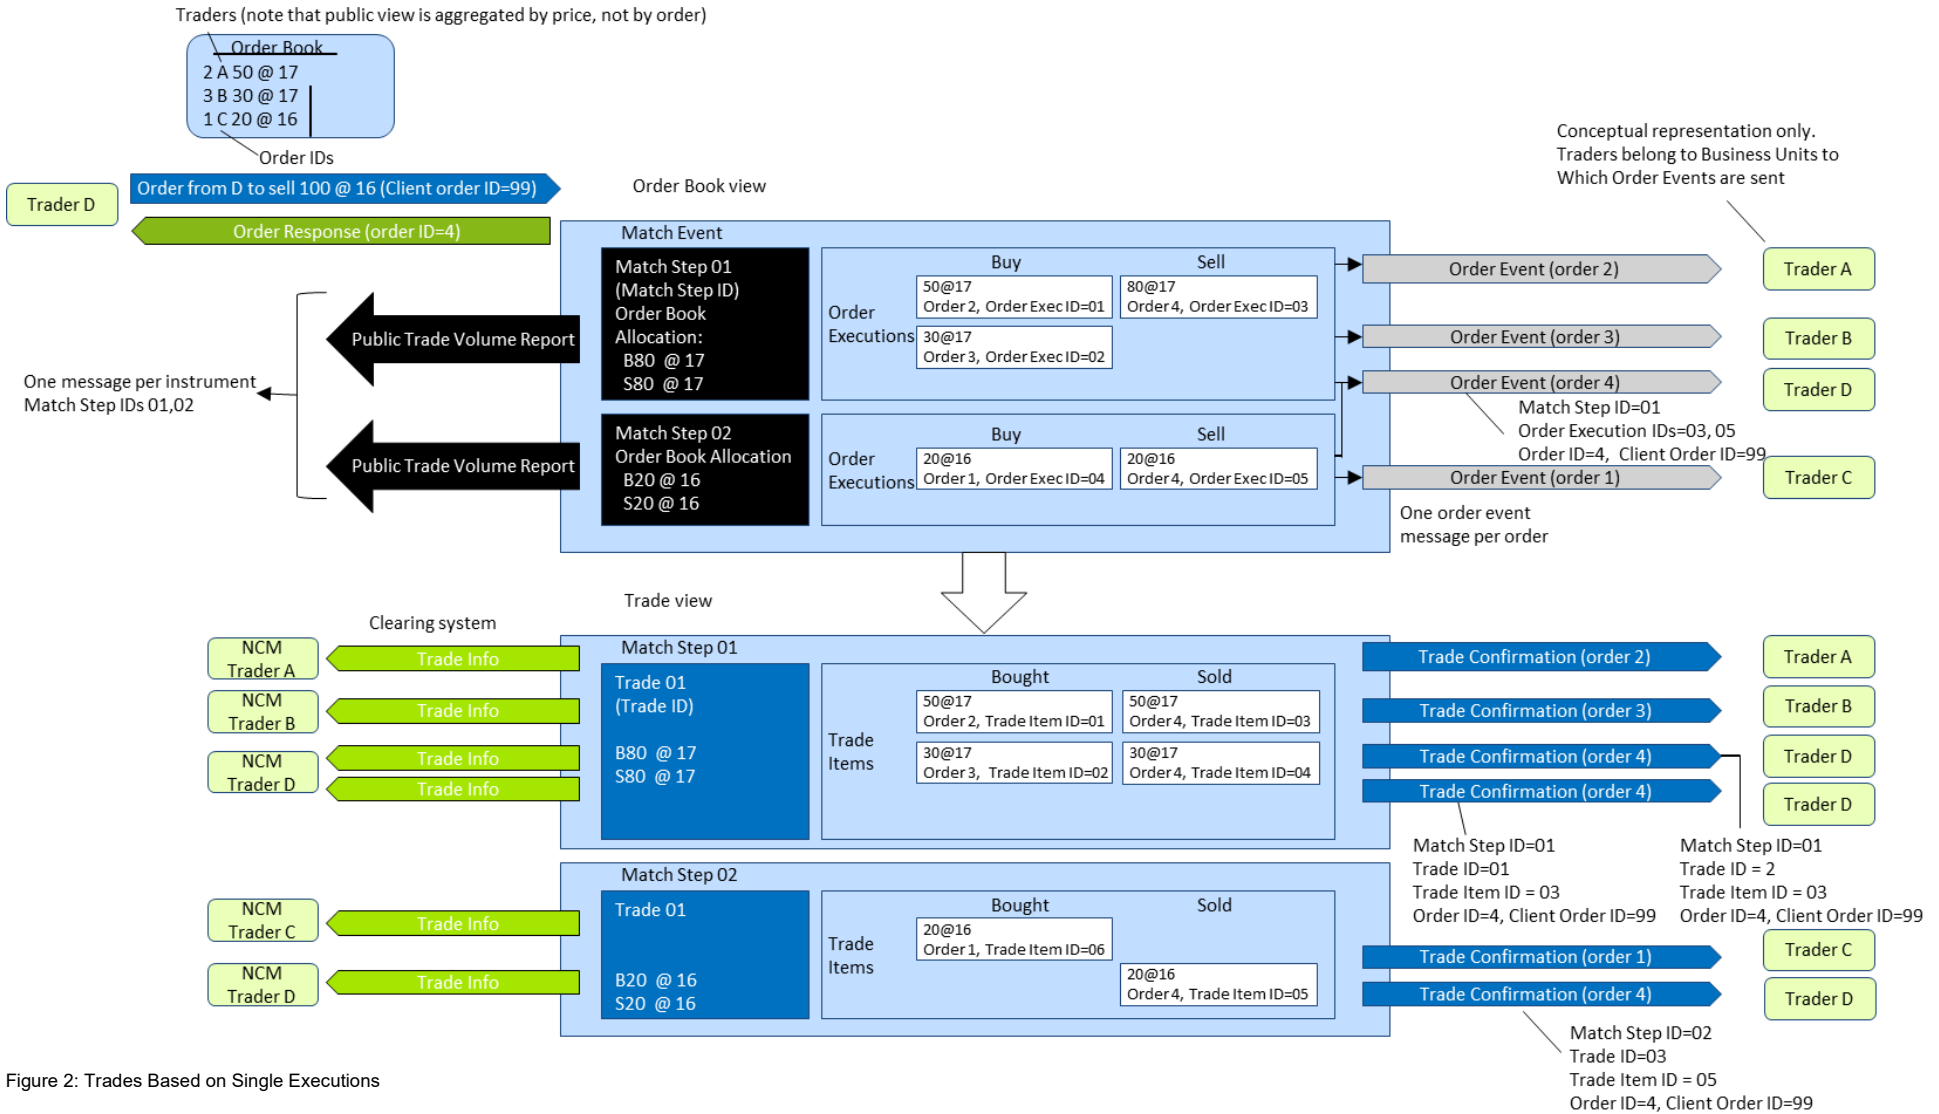 Traders (note that public view is aggregated by price, not by order)
Order Book
2 A 50 @ 17
3 B 30 @ 17
1 C 20 @ 16
Order IDs
Trader D
Order from D to sell 100 @ 16 (Client order ID=99)
Order Response (order ID=4)
Order Book view
Conceptual representation only.
Traders belong to Business Units to
Which Order Events are sent
Match Event
Match Step 01
(Match Step ID)
Order Book
Allocation:
B80 @ 17
S80 @ 17
Order
Executions
Buy
50@17
Order 2, Order Exec ID=01
30@17
Order 3, Order Exec ID=02
Sell
80@17
Order 4, Order Exec ID=03
Public Trade Volume Report
Public Trade Volume Report
One message per instrument
Match Step IDs 01,02
Match Step 02
Order Book Allocation
B20 @ 16
S20 @ 16
Order
Executions
Buy
20@16
Order 1, Order Exec ID=04
Sell
20@16
Order 4, Order Exec ID=05
Order Event (order 2)
Trader A
Order Event (order 3)
Trader B
Order Event (order 4)
Trader D
Match Step ID=01
Order Execution IDs=03, 05
Order ID=4, Client Order ID=99
Order Event (order 1)
Trader C
One order event
message per order
Trade view
Clearing system
NCM
Trader A
Trade Info
NCM
Trader B
Trade Info
NCM
Trader D
Trade Info
Trade Info
Match Step 01
Trade 01
(Trade ID)
B80 @ 17
S80 @ 17
Trade
Items
Bought
50@17
Order 2, Trade Item ID=01
30@17
Order 3, Trade Item ID=02
Sold
50@17
Order 4, Trade Item ID=03
30@17
Order 4, Trade Item ID=04
Trade Confirmation (order 2)
Trader A
Trade Confirmation (order 3)
Trader B
Trade Confirmation (order 4)
Trader D
Trade Confirmation (order 4)
Trader D
Match Step ID=01
Trade ID=01
Trade Item ID = 03
Order ID=4, Client Order ID=99
Match Step ID=01
Trade ID = 2
Trade Item ID = 03
Order ID=4, Client Order ID=99
NCM
Trader C
Trade Info
NCM
Trader D
Trade Info
Match Step 02
Trade 01
B20 @ 16
S20 @ 16
Trade
Items
Bought
20@16
Order 1, Trade Item ID=06
Sold
20@16
Order 4, Trade Item ID=05
Trade Confirmation (order 1)
Trader C
Trade Confirmation (order 4)
Trader D
Match Step ID=02
Trade ID=03
Trade Item ID = 05
Order ID=4, Client Order ID=99
Figure 2: Trades Based on Single Executions